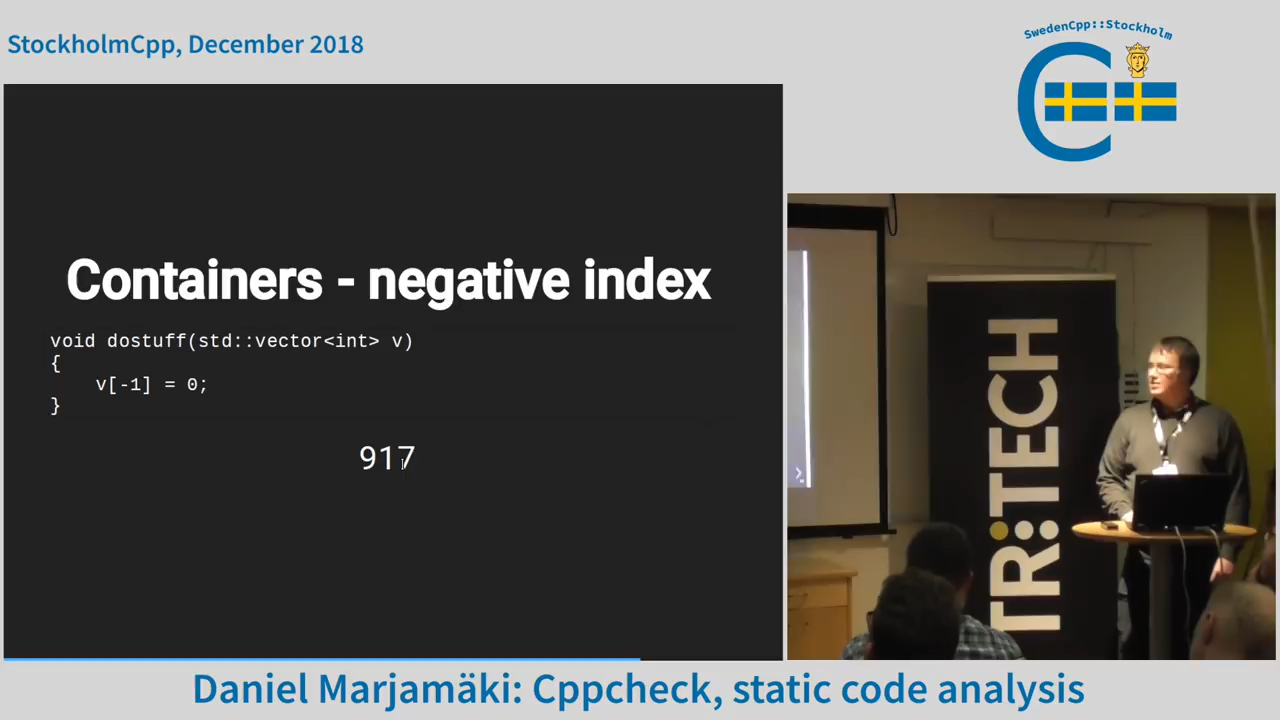 StockholmCpp, December 2018
SwedenCpp::Stockholm
Containers - negative index
void dostuff(std::vector<int> v)
{
v[-1] = 0;
}
917
TR:TECH
Daniel Marjamäki: Cppcheck, static code analysis